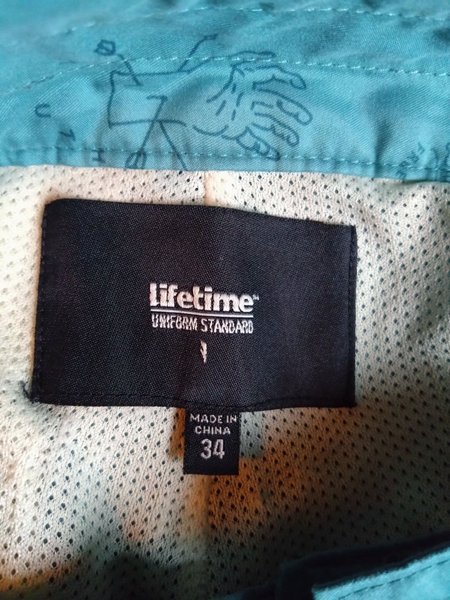 lifetime
UNIFORM STANDARD
MADE IN
CHINA
34